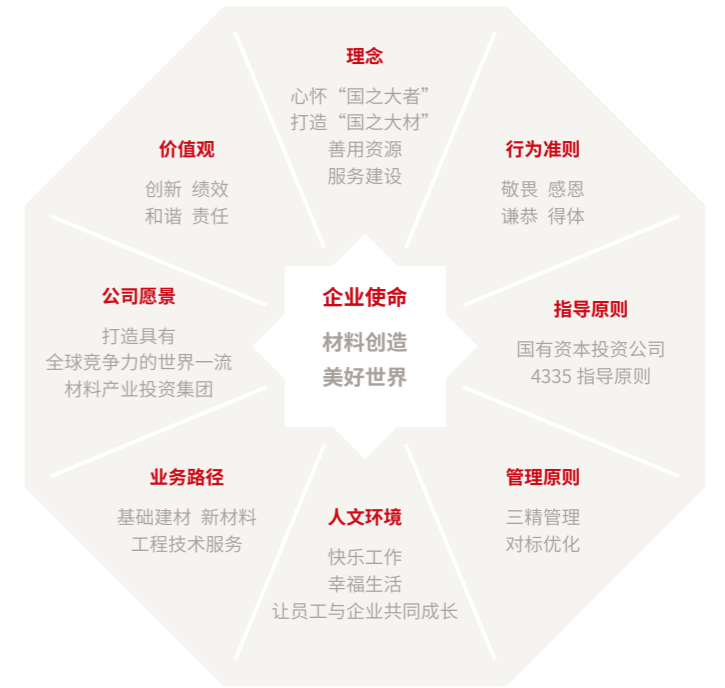 理念
心怀“国之大者”
打造“国之大材”
善用资源
服务建设
价值观
创新 绩效
和谐 责任
行为准则
敬畏 感恩
谦恭 得体
公司愿景
打造具有
全球竞争力的世界一流
材料产业投资集团
企业使命
材料创造
美好世界
指导原则
国有资本投资公司
4335 指导原则
业务路径
基础建材 新材料
工程技术服务
人文环境
快乐工作
幸福生活
让员工与企业共同成长
管理原则
三精管理
对标优化